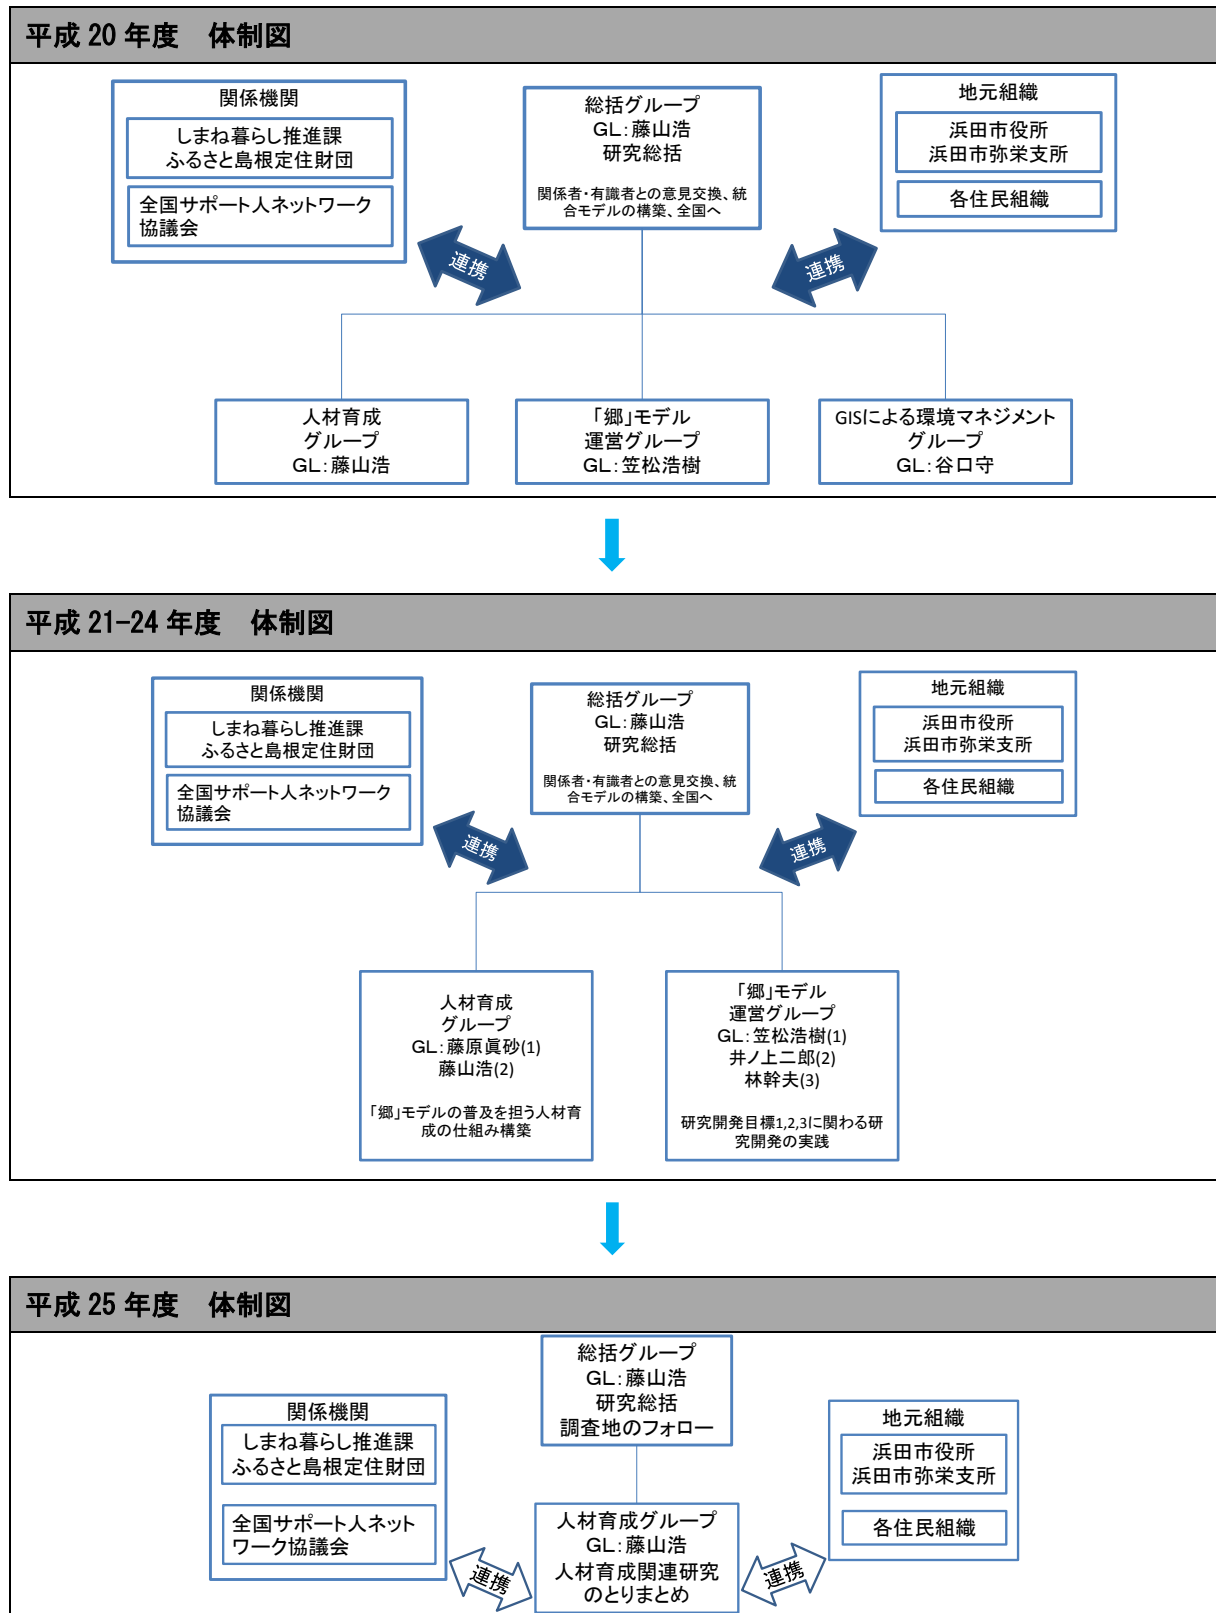 平成 20 年度　体制図
関係機関
しまね暮らし推進課
ふるさと島根定住財団
全国サポート人ネットワーク
協議会
総括グループ
GL：藤山浩
研究総括
関係者・有識者との意見交換、統
合モデルの構築、全国へ
地元組織
浜田市役所
浜田市弥栄支所
各住民組織
連携
連携
人材育成
グループ
GL：藤山浩
「郷」モデル
運営グループ
GL：笠松浩樹
GISによる環境マネジメント
グループ
GL：谷口守
平成 21-24 年度　体制図
関係機関
しまね暮らし推進課
ふるさと島根定住財団
全国サポート人ネットワーク
協議会
総括グループ
GL：藤山浩
研究総括
関係者・有識者との意見交換、統
合モデルの構築、全国へ
地元組織
浜田市役所
浜田市弥栄支所
各住民組織
連携
連携
人材育成
グループ
GL：藤原眞砂(1)
藤山浩(2)
「郷」モデルの普及を担う人材育
成の仕組み構築
「郷」モデル
運営グループ
GL：笠松浩樹(1)
井ノ上二郎(2)
林幹夫(3)
研究開発目標1,2,3に関わる研
究開発の実践
平成 25 年度　体制図
総括グループ
GL：藤山浩
研究総括
調査地のフォロー
関係機関
しまね暮らし推進課
ふるさと島根定住財団
全国サポート人ネット
ワーク協議会
地元組織
浜田市役所
浜田市弥栄支所
各住民組織
人材育成グループ
GL：藤山浩
人材育成関連研究
のとりまとめ
連携
連携